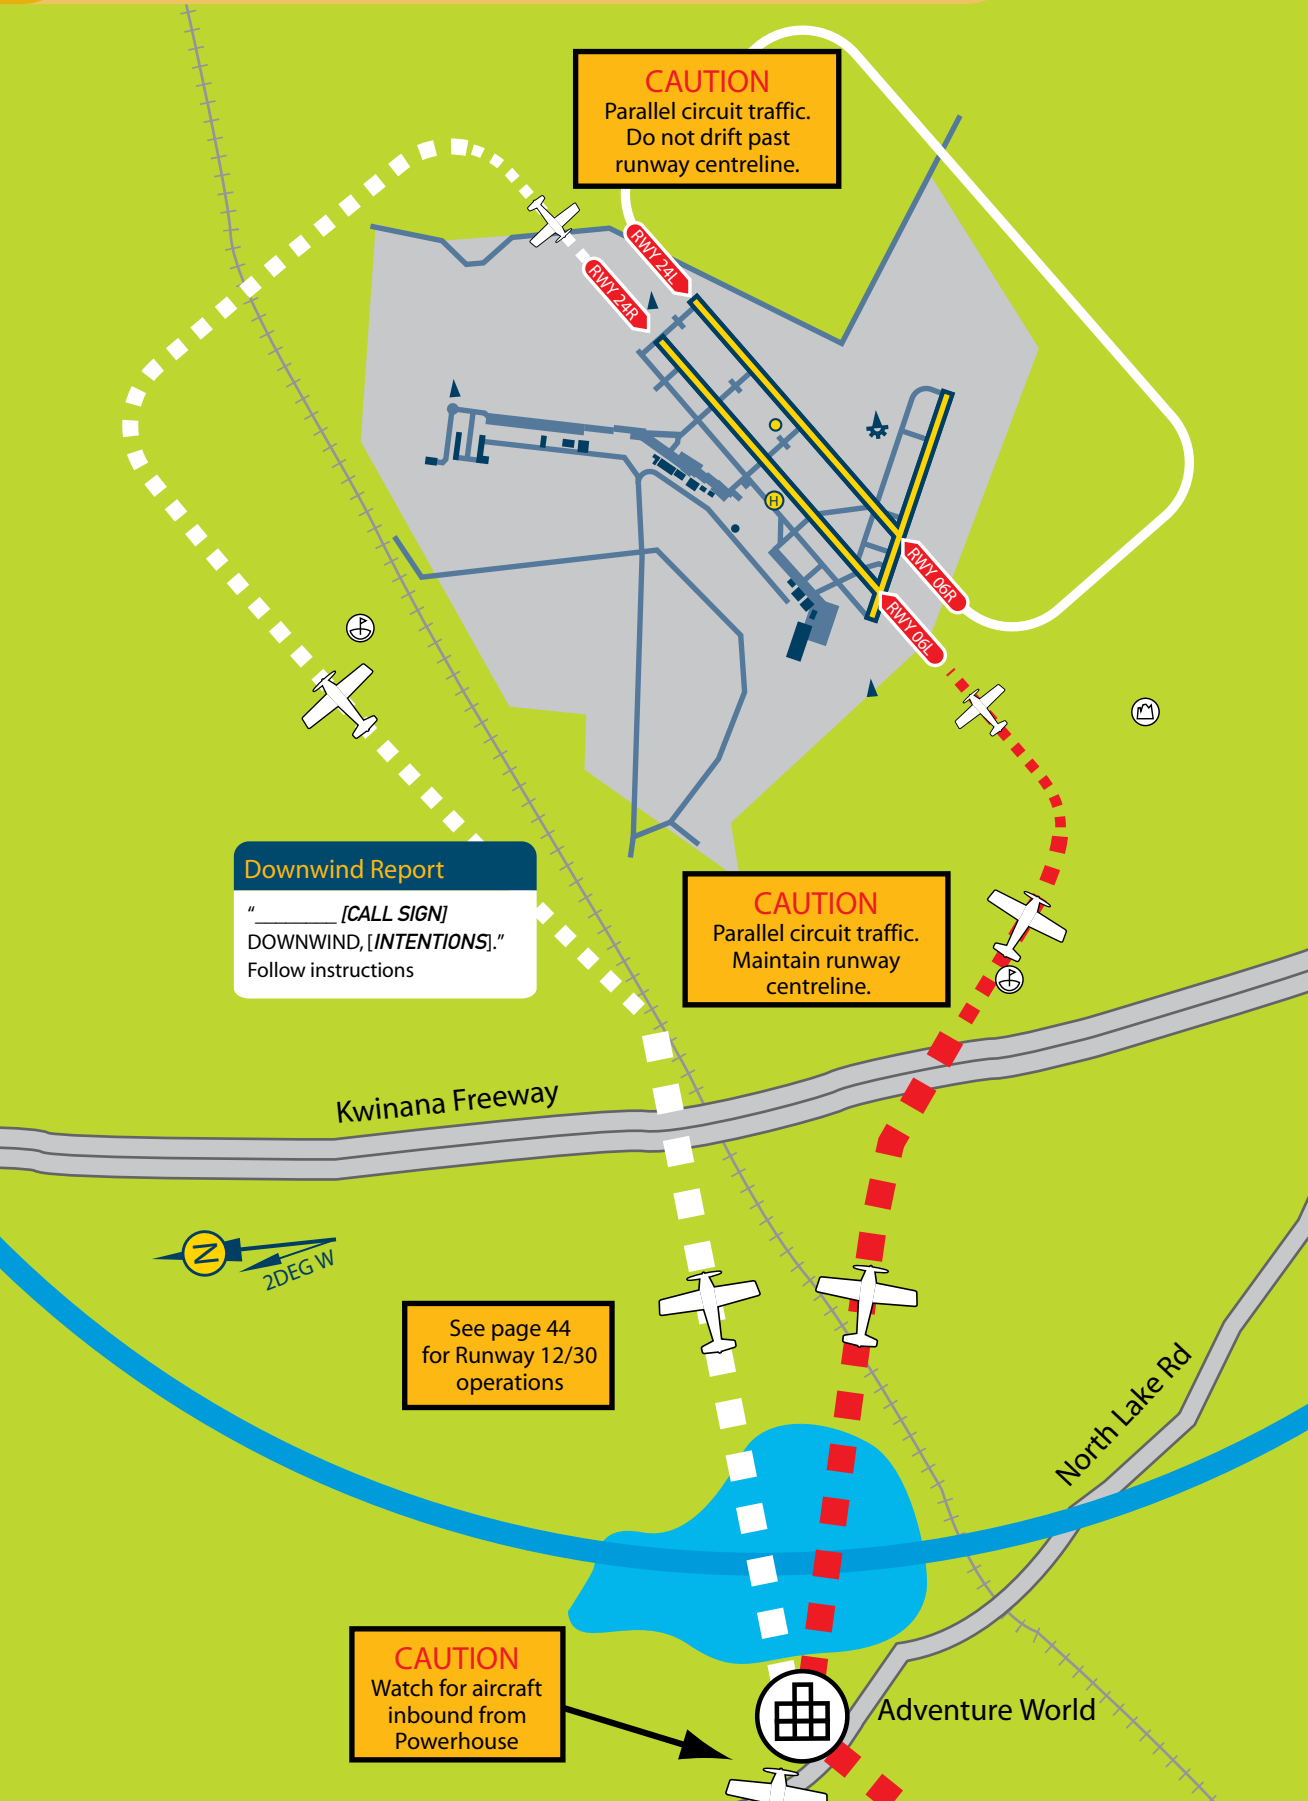 CAUTION
Parallel circuit traffic.
Do not drift past
runway centreline.
RWY 24L
RWY 24R
H
RWY 06R
RWY 06L
Downwind Report
“________ [CALL SIGN]
DOWNWIND, [INTENTIONS].”
Follow instructions
CAUTION
Parallel circuit traffic.
Maintain runway
centreline.
Kwinana Freeway
N
2DEG W
See page 44
for Runway 12/30
operations
North Lake Rd
CAUTION
Watch for aircraft
inbound from
Powerhouse
Adventure World